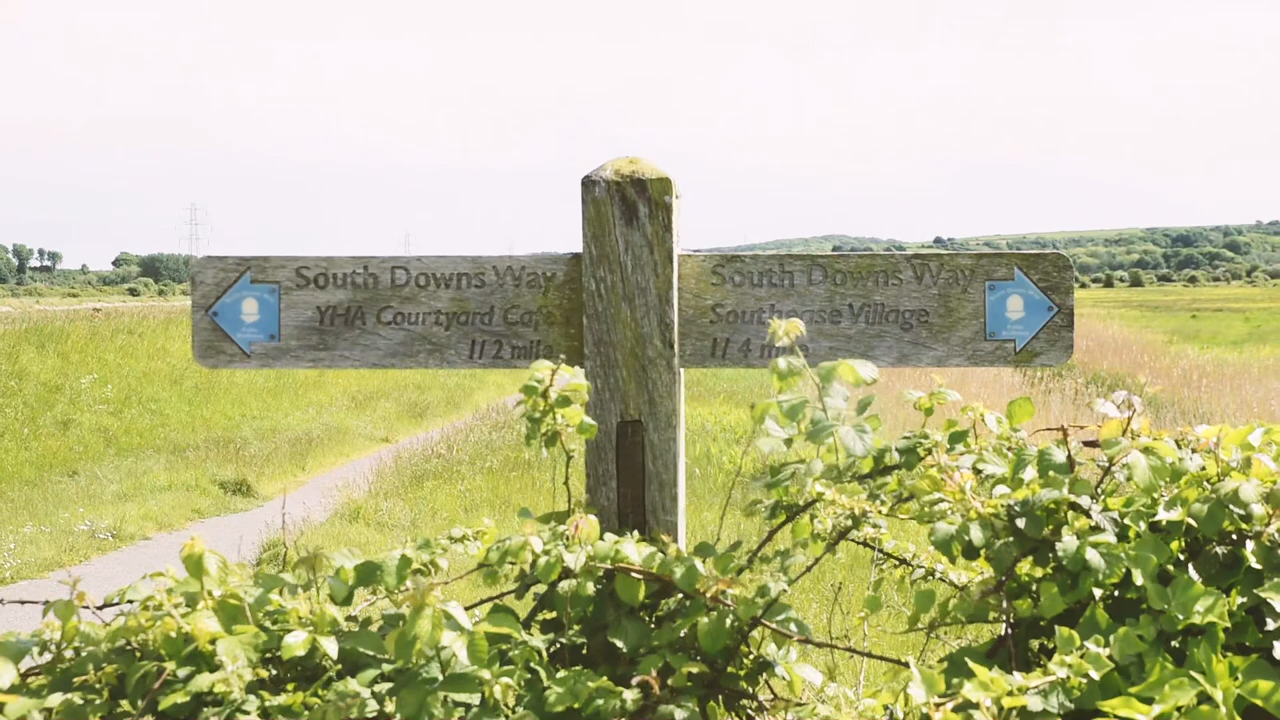 South Downs Way
YHA Courtyard Cafe
1/2 mile
South Downs Way
Southease Village
1/4 mile